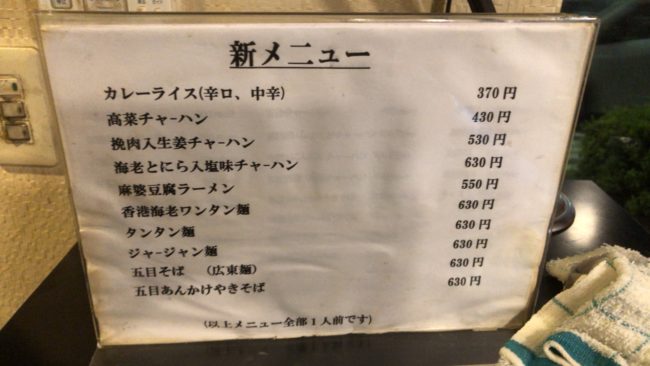 新メニュー
カレーライス(辛口、中辛) 370円
高菜チャーハン 430円
挽肉入生姜チャーハン 530円
海老とにら入塩味チャーハン 630円
麻婆豆腐ラーメン 550円
香港海老ワンタン麺 630円
タンタン麺 630円
ジャージャン麺 630円
五目そば （広東麺） 630円
五目あんかけやきそば 630円
(以上メニュー全部１人前です)